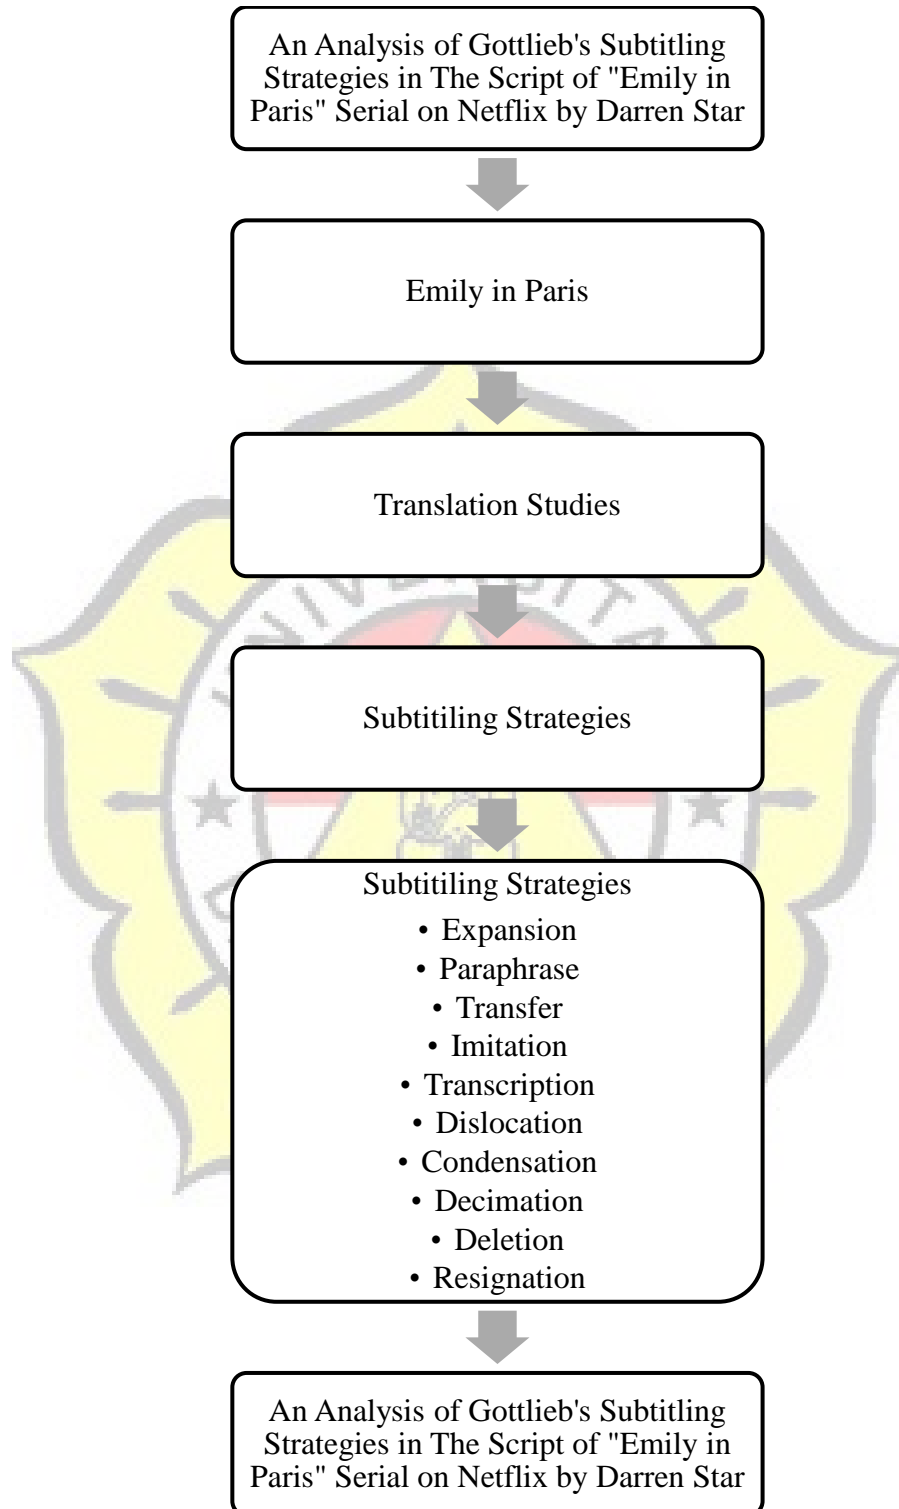 An Analysis of Gottlieb's Subtitling
Strategies in The Script of "Emily in
Paris" Serial on Netflix by Darren Star
Emily in Paris
Translation Studies
Subtitiling Strategies
Subtitiling Strategies
• Expansion
• Paraphrase
• Transfer
• Imitation
• Transcription
• Dislocation
• Condensation
• Decimation
• Deletion
• Resignation
An Analysis of Gottlieb's Subtitling
Strategies in The Script of "Emily in
Paris" Serial on Netflix by Darren Star